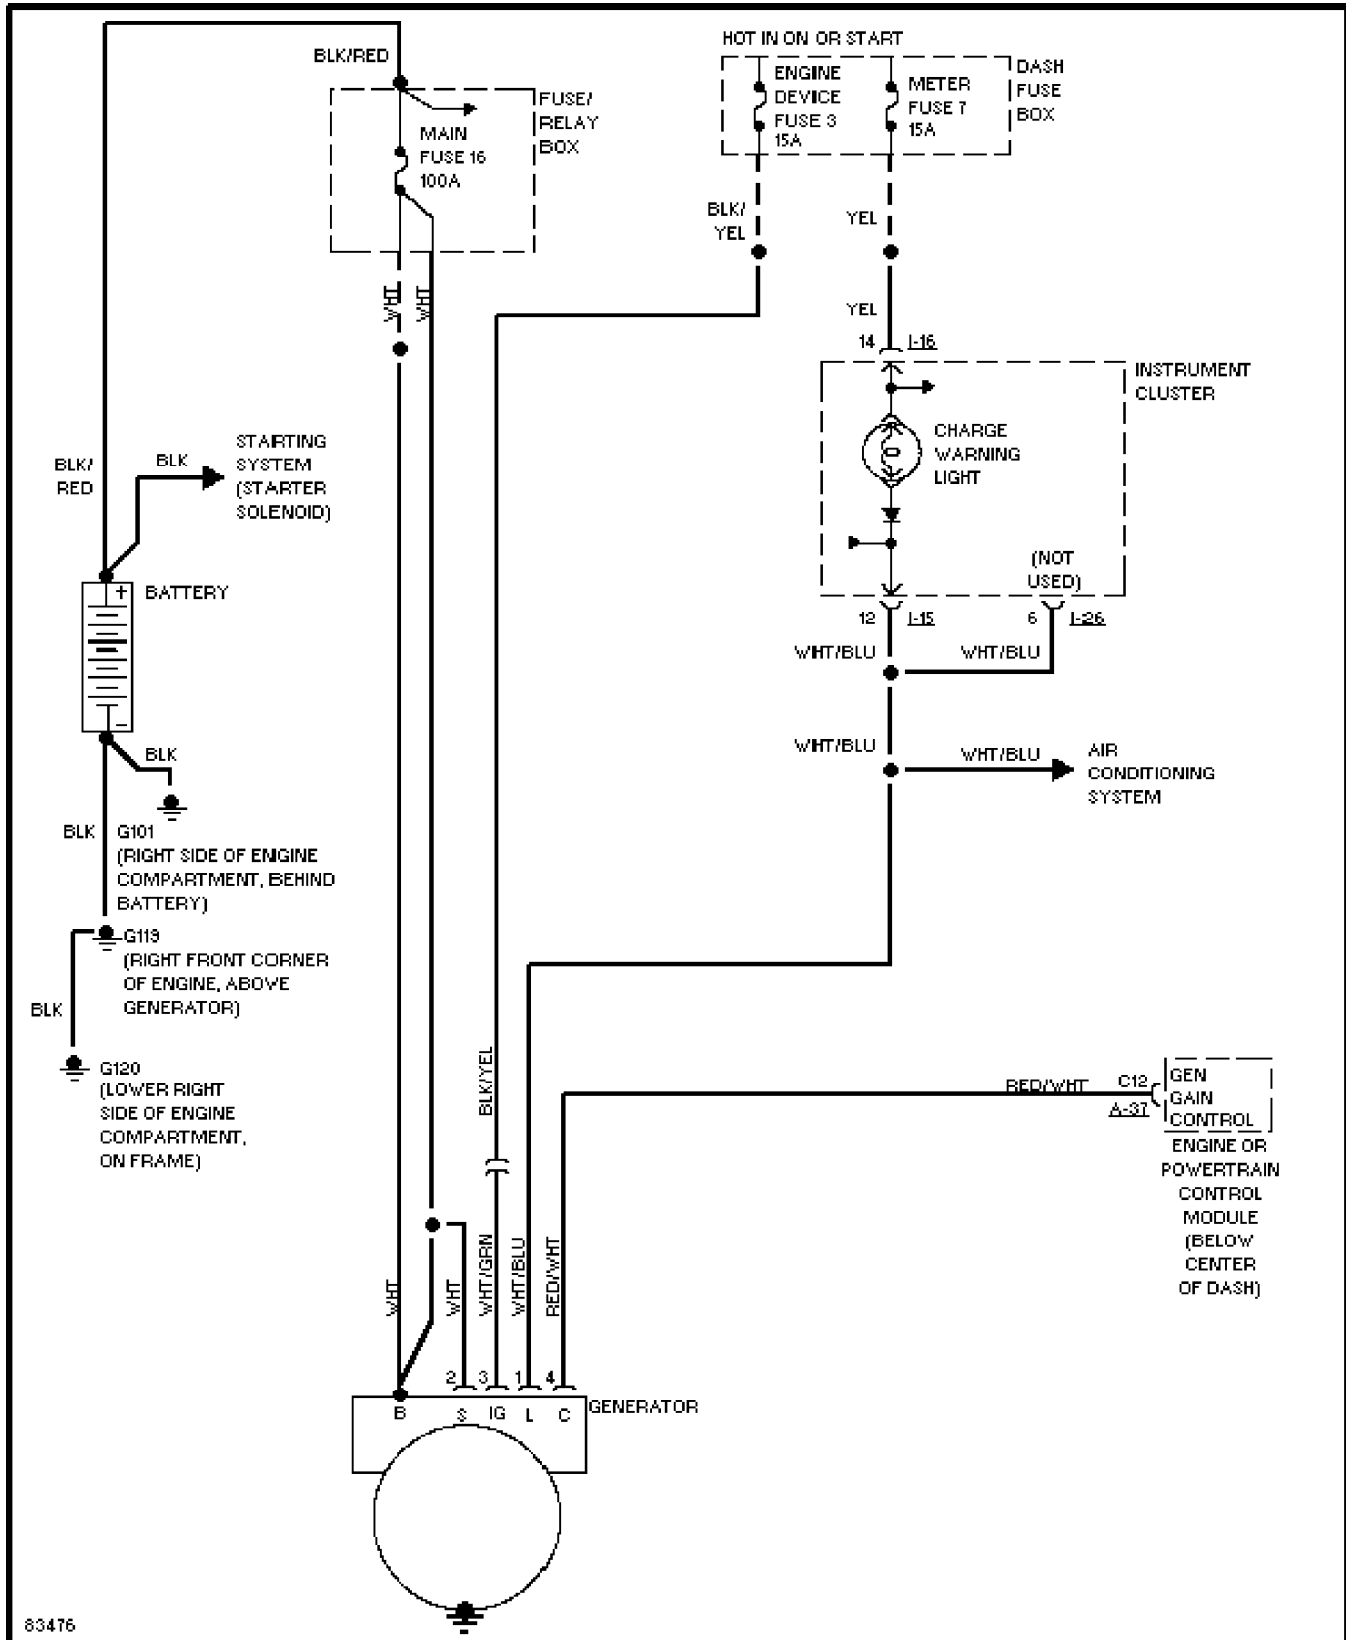 HOT IN ON OR START
BLK/RED
FUSE/
RELAY
BOX
MAIN
FUSE 16
100A
ENGINE
DEVICE
FUSE 3
15A
METER
FUSE 7
15A
DASH
FUSE
BOX
BLK/
YEL
YEL
WHT
WHT
YEL
14
I-16
INSTRUMENT
CLUSTER
CHARGE
WARNING
LIGHT
(NOT
USED)
12
I-15
6
I-26
WHT/BLU
WHT/BLU
WHT/BLU
WHT/BLU
AIR
CONDITIONING
SYSTEM
BLK/
RED
BLK
STARTING
SYSTEM
(STARTER
SOLENOID)
+
BATTERY
-
BLK
BLK
G101
(RIGHT SIDE OF ENGINE
COMPARTMENT, BEHIND
BATTERY)
G119
(RIGHT FRONT CORNER
OF ENGINE, ABOVE
GENERATOR)
BLK
G120
(LOWER RIGHT
SIDE OF ENGINE
COMPARTMENT,
ON FRAME)
BLK/YEL
RED/WHT
C12
A-37
GEN
GAIN
CONTROL
ENGINE OR
POWERTRAIN
CONTROL
MODULE
(BELOW
CENTER
OF DASH)
WHT
WHT
WHT/GRN
WHT/BLU
RED/WHT
2
3
1
4
B
S
IG
L
C
GENERATOR
83476